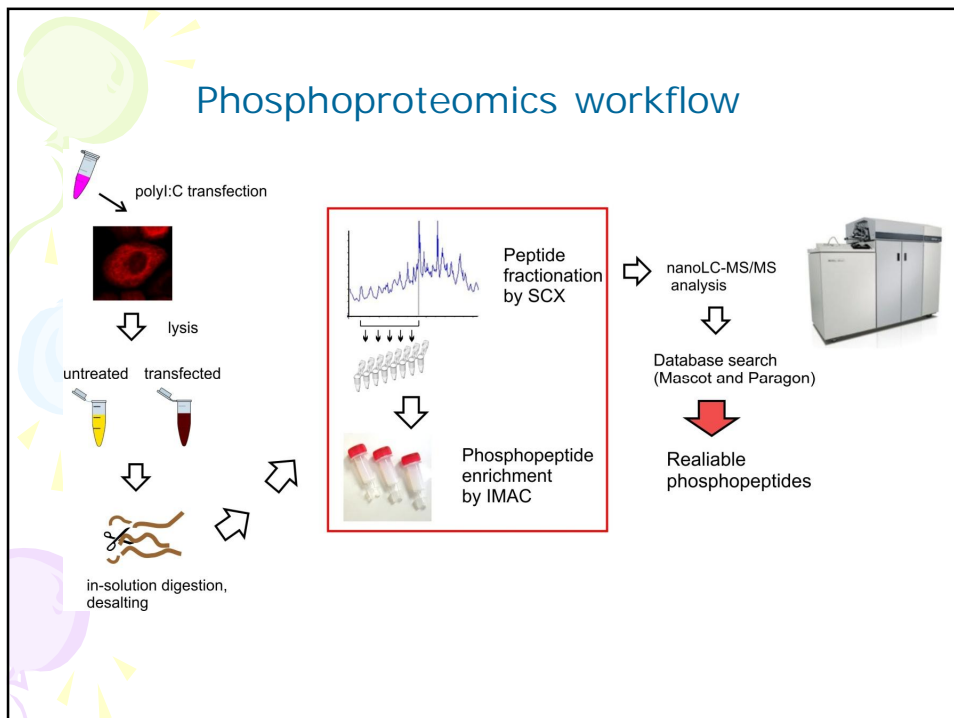 Phosphoproteomics workflow
polyI:C transfection
lysis
untreated transfected
in-solution digestion,
desalting
Peptide
fractionation
by SCX
Phosphopeptide
enrichment
by IMAC
nanoLC-MS/MS
analysis
Database search
(Mascot and Paragon)
Realiable
phosphopeptides